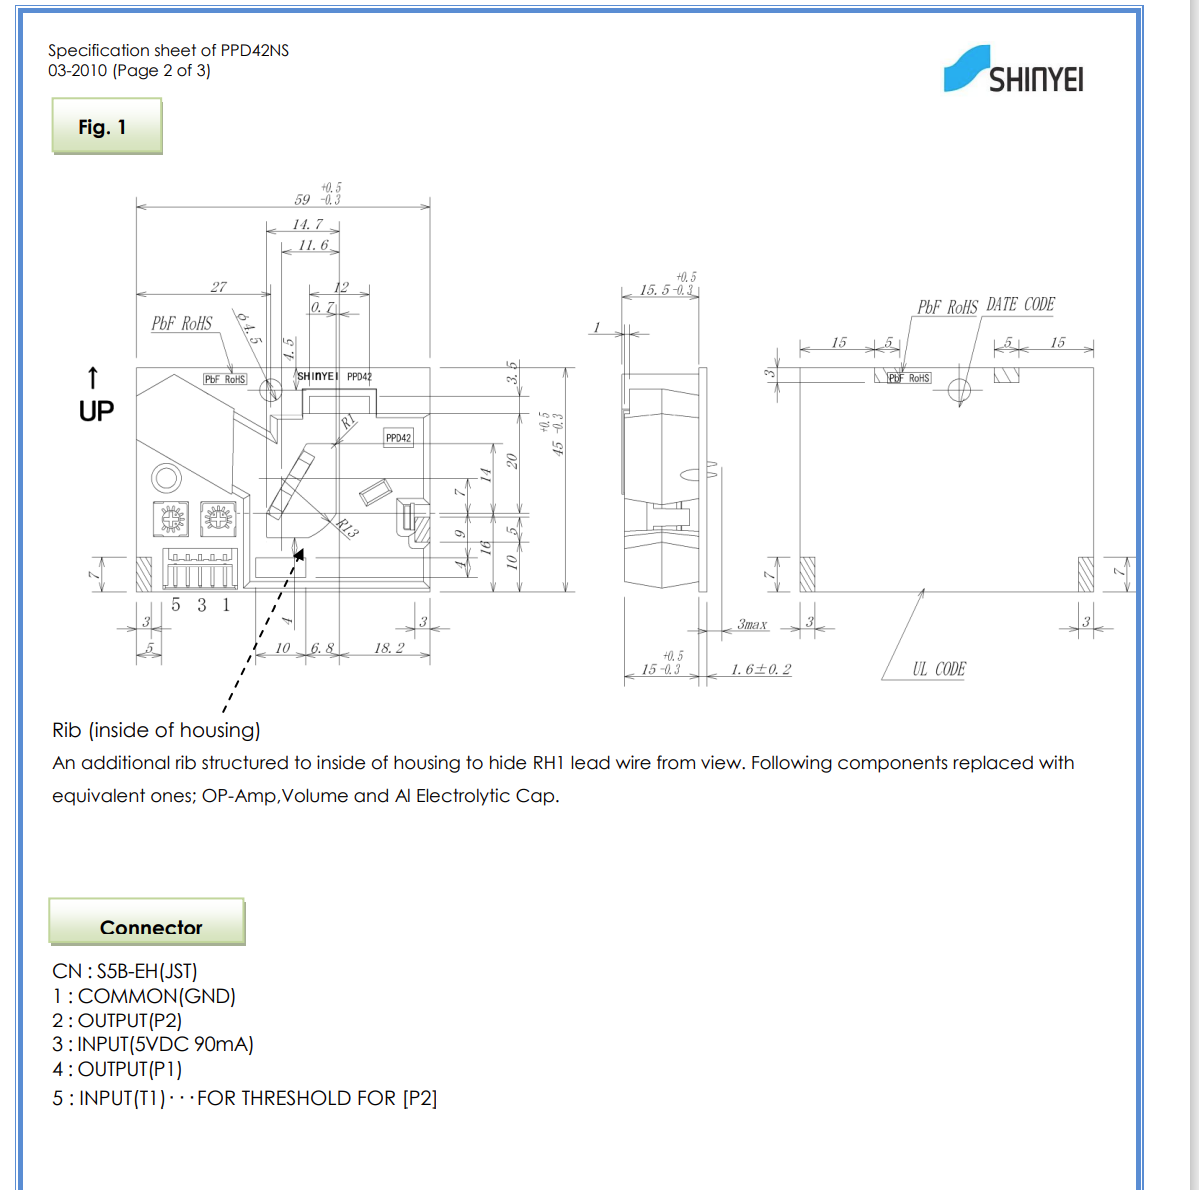 Specification sheet of PPD42NS
03-2010 (Page 2 of 3)
SHINYEI
Fig. 1
59 +0.5 -0.3
14.7
11.6
27
12
0.7
PbF RoHS
φ4.5
4.5
3.5
↑
UP
PbF RoHS
SHINYEI PPD42
R1
PPD42
45 +0.5 -0.3
20
14
7
R13
9
16
5
10
4
7
5 3 1
3
5
4
10
6.8
18.2
3
15.5 +0.5 -0.3
1
3max
15 +0.5 -0.3
1.6±0.2
PbF RoHS DATE CODE
15
5
5
15
3
PbF RoHS
7
7
3
3
UL CODE
Rib (inside of housing)
An additional rib structured to inside of housing to hide RH1 lead wire from view. Following components replaced with
equivalent ones; OP-Amp,Volume and Al Electrolytic Cap.
Connector
CN : S5B-EH(JST)
1 : COMMON(GND)
2 : OUTPUT(P2)
3 : INPUT(5VDC 90mA)
4 : OUTPUT(P1)
5 : INPUT(T1)･･･FOR THRESHOLD FOR [P2]